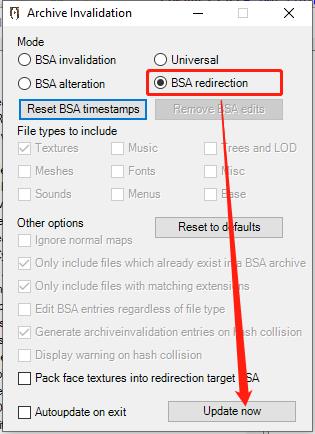 Archive Invalidation
Mode
BSA invalidation Universal
BSA alteration BSA redirection
Reset BSA timestamps Remove BSA edits
File types to include
Textures Music Trees and LOD
Meshes Fonts Misc
Sounds Menus Base
Other options Reset to defaults
Ignore normal maps
Only include files which already exist in a BSA archive
Only include files with matching extensions
Edit BSA entries regardless of file type
Generate archiveinvalidation entries on hash collision
Display warning on hash collision
Pack face textures into redirection target BSA
Autoupdate on exit Update now